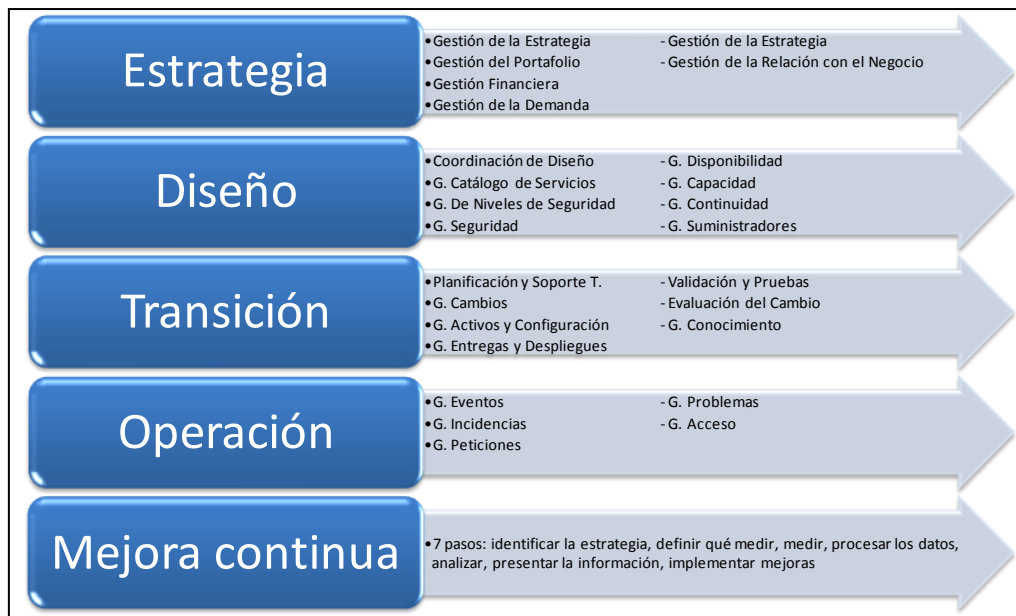 Estrategia
•Gestión de la Estrategia - Gestión de la Estrategia
•Gestión del Portafolio - Gestión de la Relación con el Negocio
•Gestión Financiera
•Gestión de la Demanda
Diseño
•Coordinación de Diseño - G. Disponibilidad
•G. Catálogo de Servicios - G. Capacidad
•G. De Niveles de Seguridad - G. Continuidad
•G. Seguridad - G. Suministradores
Transición
•Planificación y Soporte T. - Validación y Pruebas
•G. Cambios - Evaluación del Cambio
•G. Activos y Configuración - G. Conocimiento
•G. Entregas y Despliegues
Operación
•G. Eventos - G. Problemas
•G. Incidencias - G. Acceso
•G. Peticiones
Mejora continua
•7 pasos: identificar la estrategia, definir qué medir, medir, procesar los datos,
analizar, presentar la información, implementar mejoras